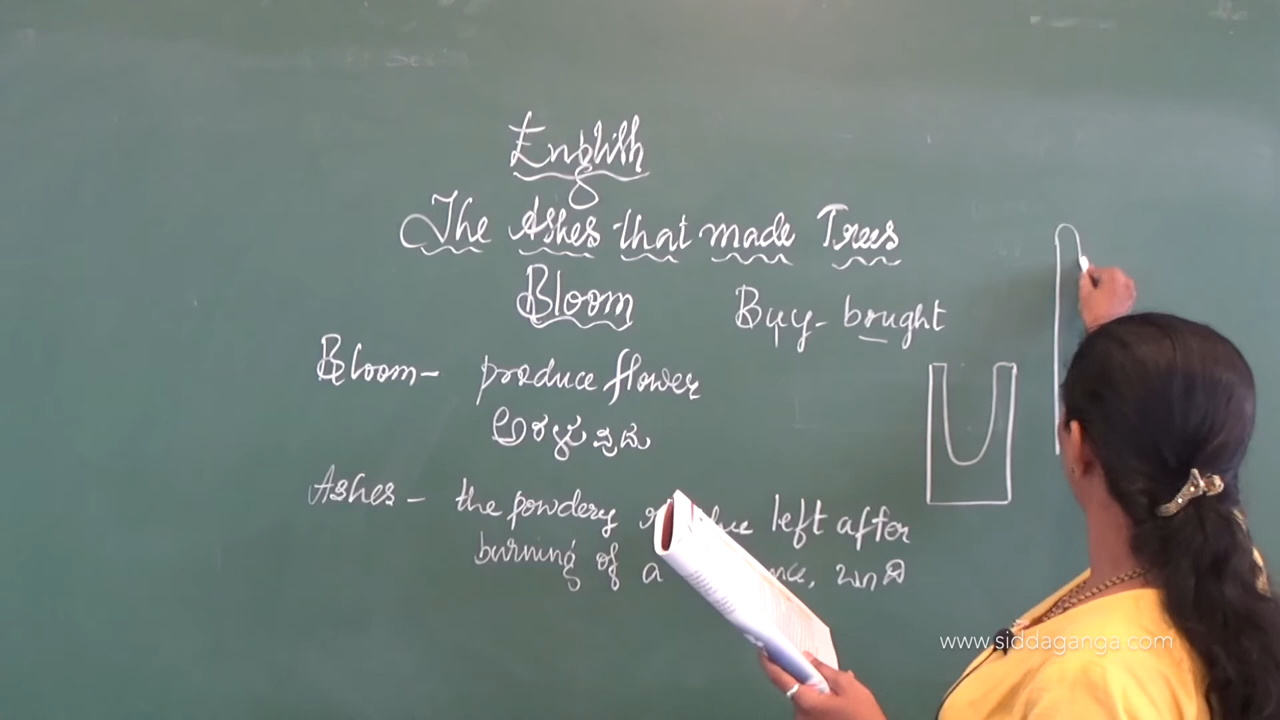 English
The Ashes that made Trees
Bloom
Buy - bought
Bloom - produce flower
ಅರಳುವುದು
Ashes - the powdery left after
burning of a ಬೂದಿ
www.siddaganga.com